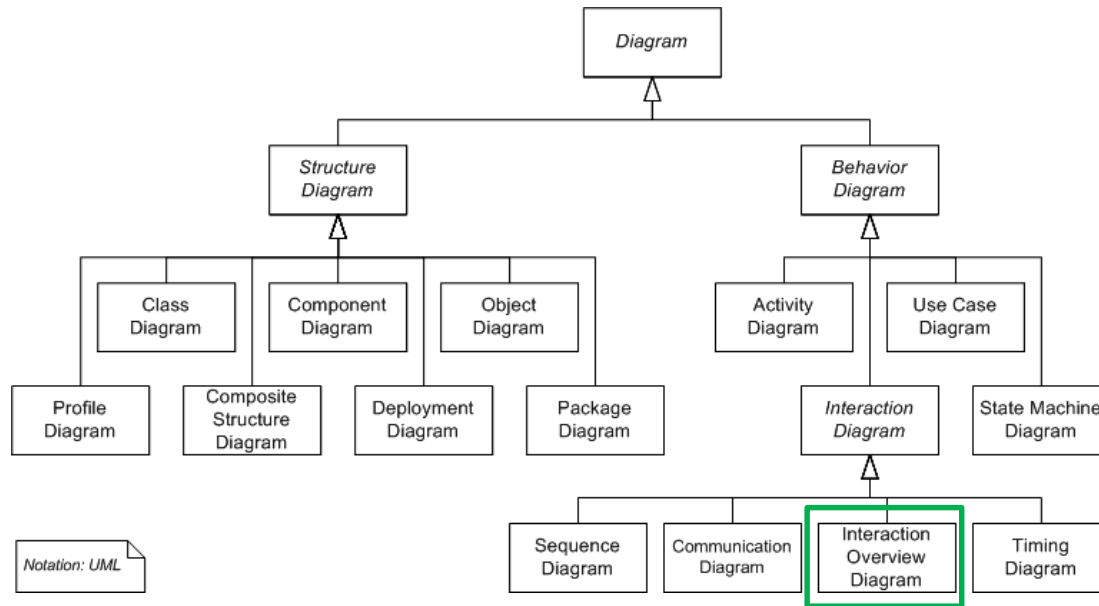 Diagram
Structure
Diagram
Behavior
Diagram
Class
Diagram
Component
Diagram
Object
Diagram
Activity
Diagram
Use Case
Diagram
Profile
Diagram
Composite
Structure
Diagram
Deployment
Diagram
Package
Diagram
Interaction
Diagram
State Machine
Diagram
Sequence
Diagram
Communication
Diagram
Interaction
Overview
Diagram
Timing
Diagram
Notation: UML